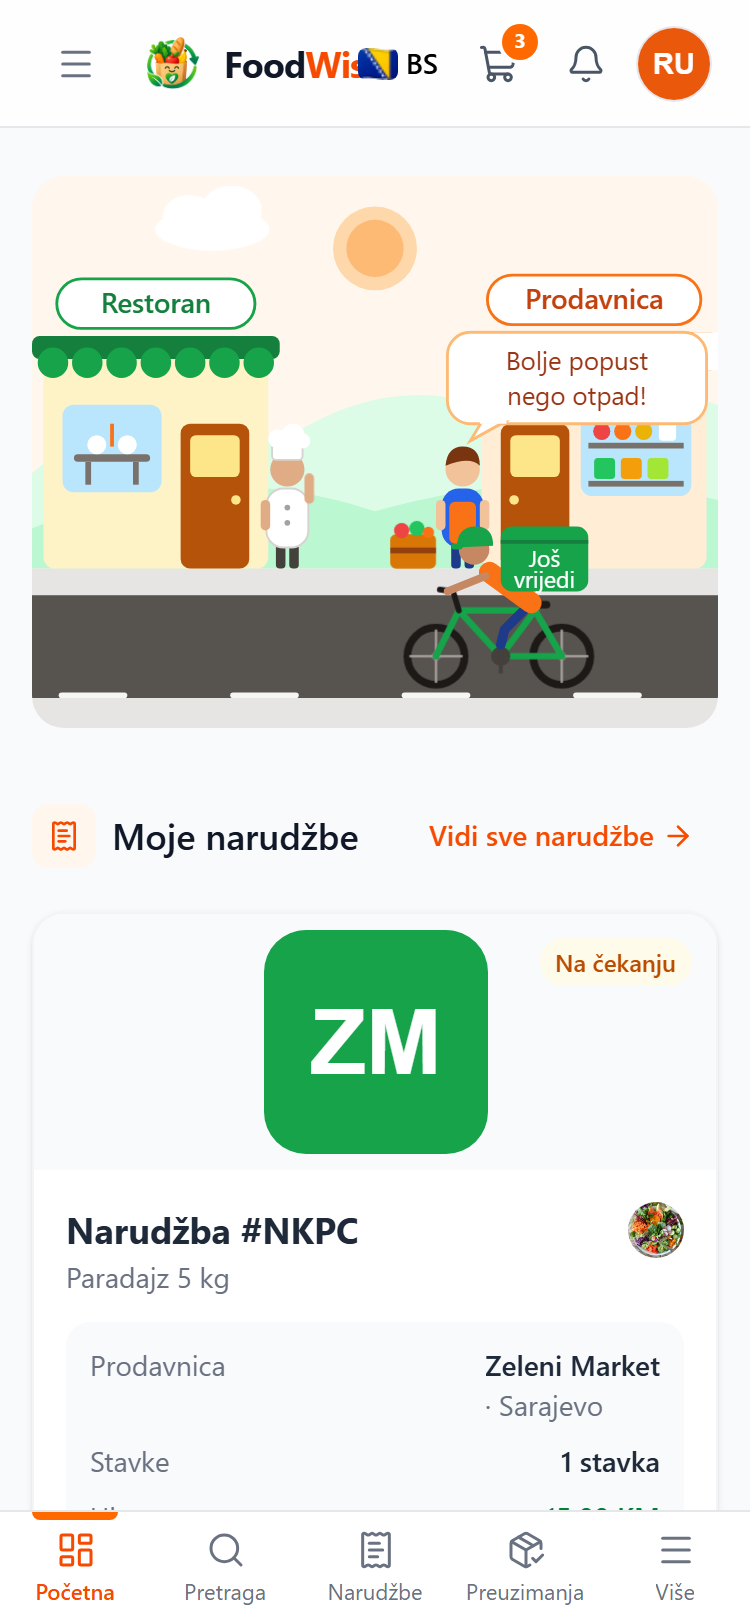 FoodWis
BS
3
RU
Restoran
Prodavnica
Bolje popust
nego otpad!
Još
vrijedi
Moje narudžbe
Vidi sve narudžbe
ZM
Na čekanju
Narudžba #NKPC
Paradajz 5 kg
Prodavnica
Zeleni Market
· Sarajevo
Stavke
1 stavka
Početna
Pretraga
Narudžbe
Preuzimanja
Više